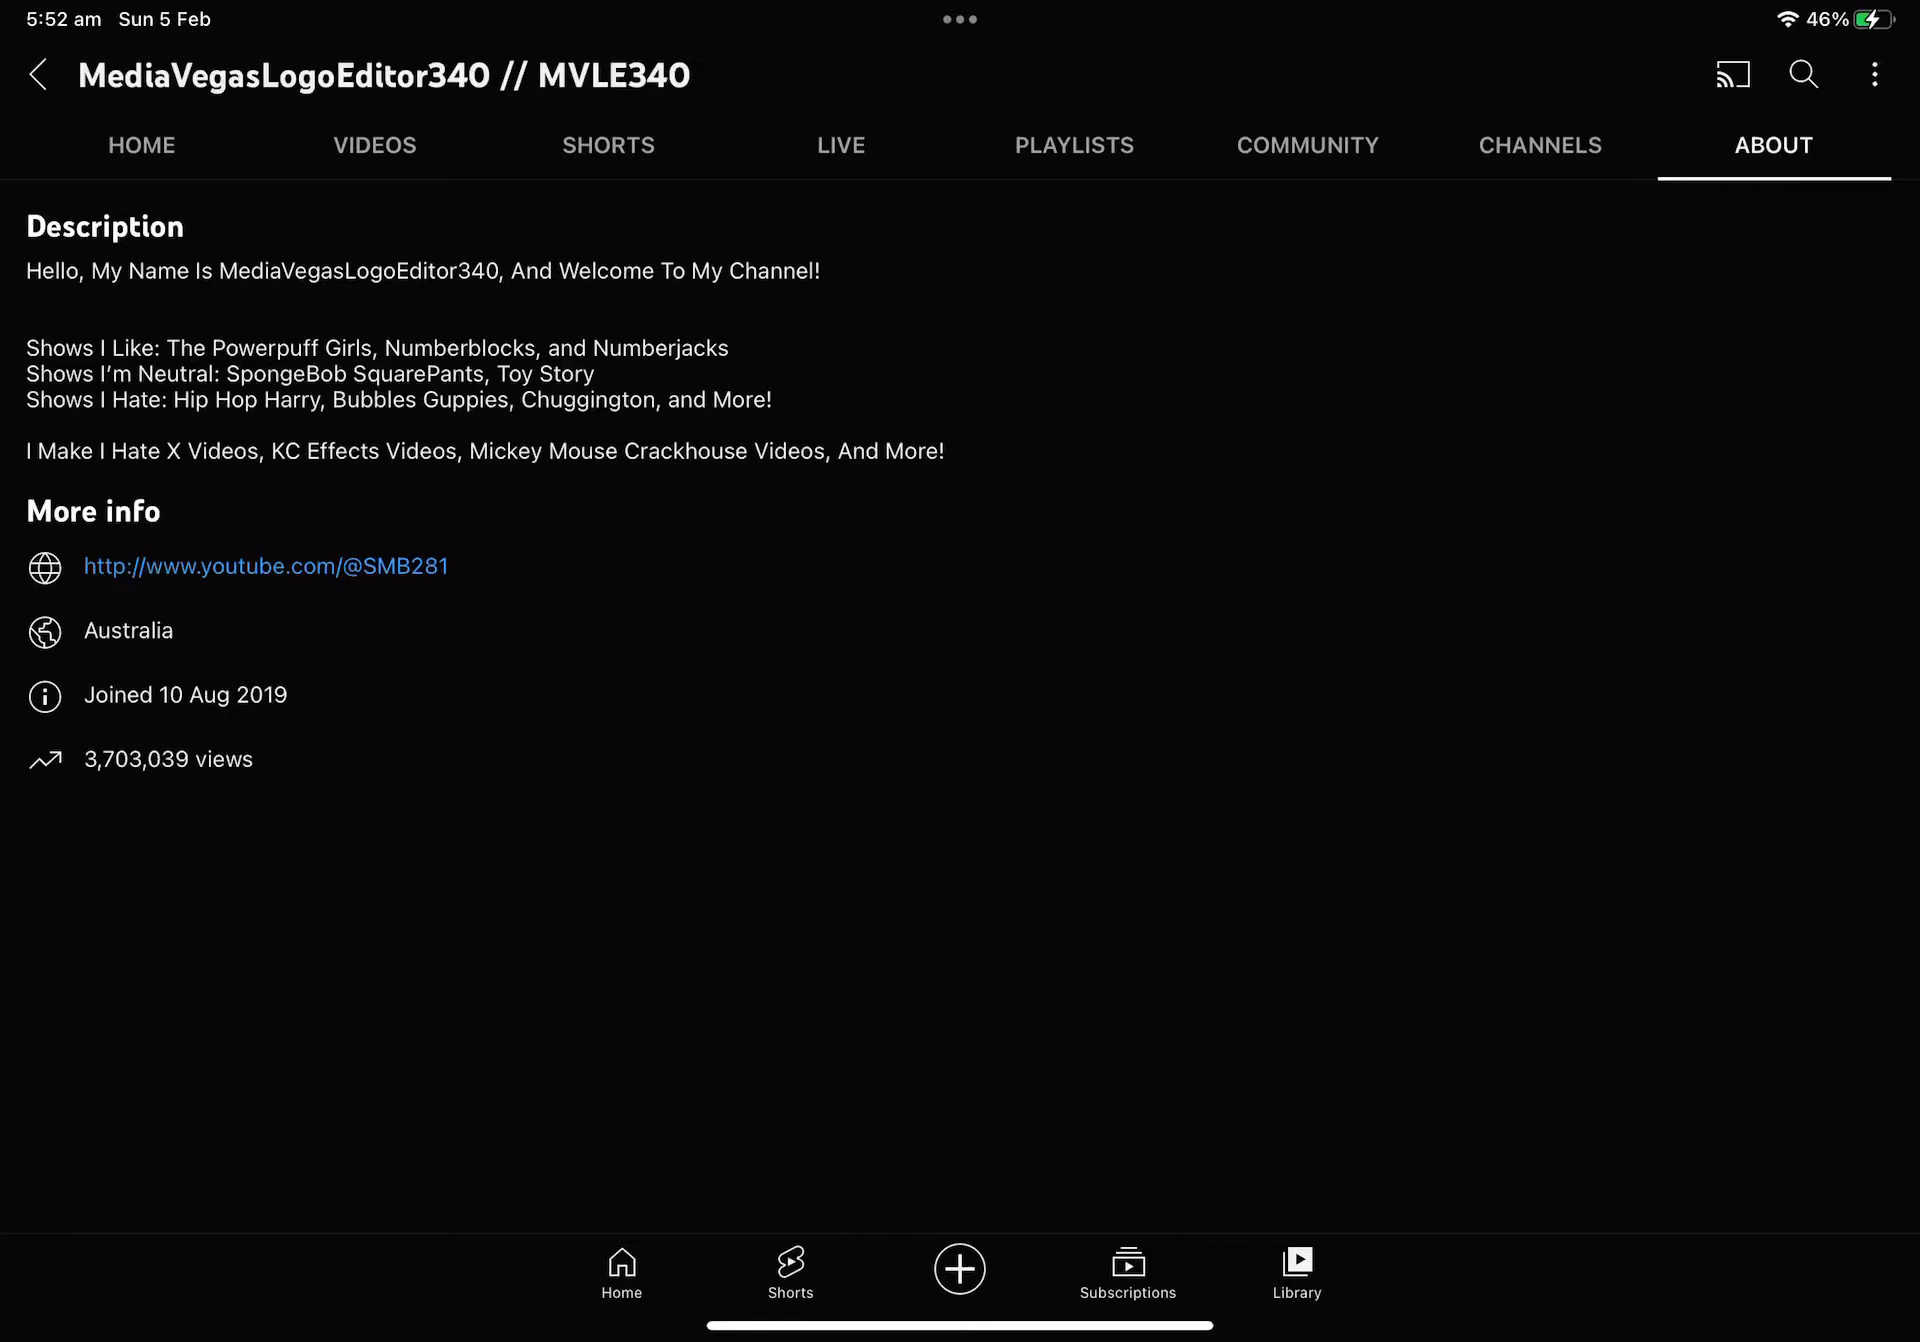 5:52 am Sun 5 Feb
46%
MediaVegasLogoEditor340 // MVLE340
HOME VIDEOS SHORTS LIVE PLAYLISTS COMMUNITY CHANNELS ABOUT
Description
Hello, My Name Is MediaVegasLogoEditor340, And Welcome To My Channel!
Shows I Like: The Powerpuff Girls, Numberblocks, and Numberjacks
Shows I’m Neutral: SpongeBob SquarePants, Toy Story
Shows I Hate: Hip Hop Harry, Bubbles Guppies, Chuggington, and More!
I Make I Hate X Videos, KC Effects Videos, Mickey Mouse Crackhouse Videos, And More!
More info
http://www.youtube.com/@SMB281
Australia
Joined 10 Aug 2019
3,703,039 views
Home Shorts Subscriptions Library